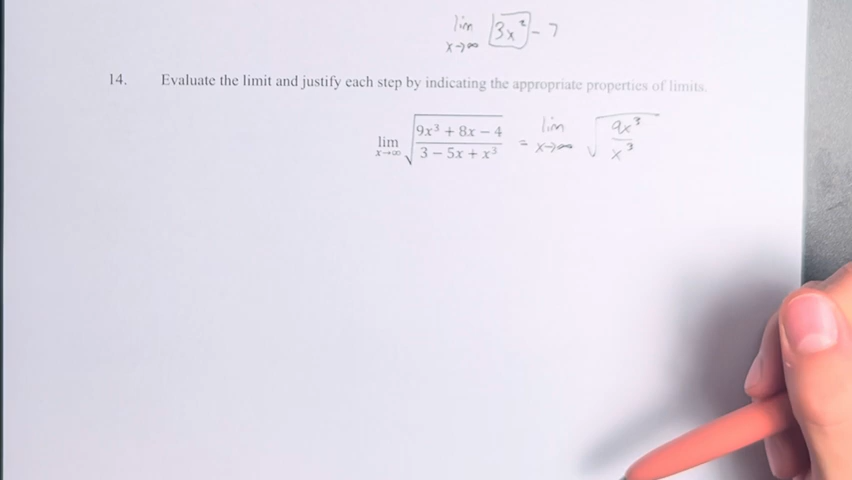 lim x→∞ 3x² - 7
14. Evaluate the limit and justify each step by indicating the appropriate properties of limits.
lim x→∞ √((9x³ + 8x − 4)/(3 − 5x + x³)) = lim x→∞ √(9x³/x³)